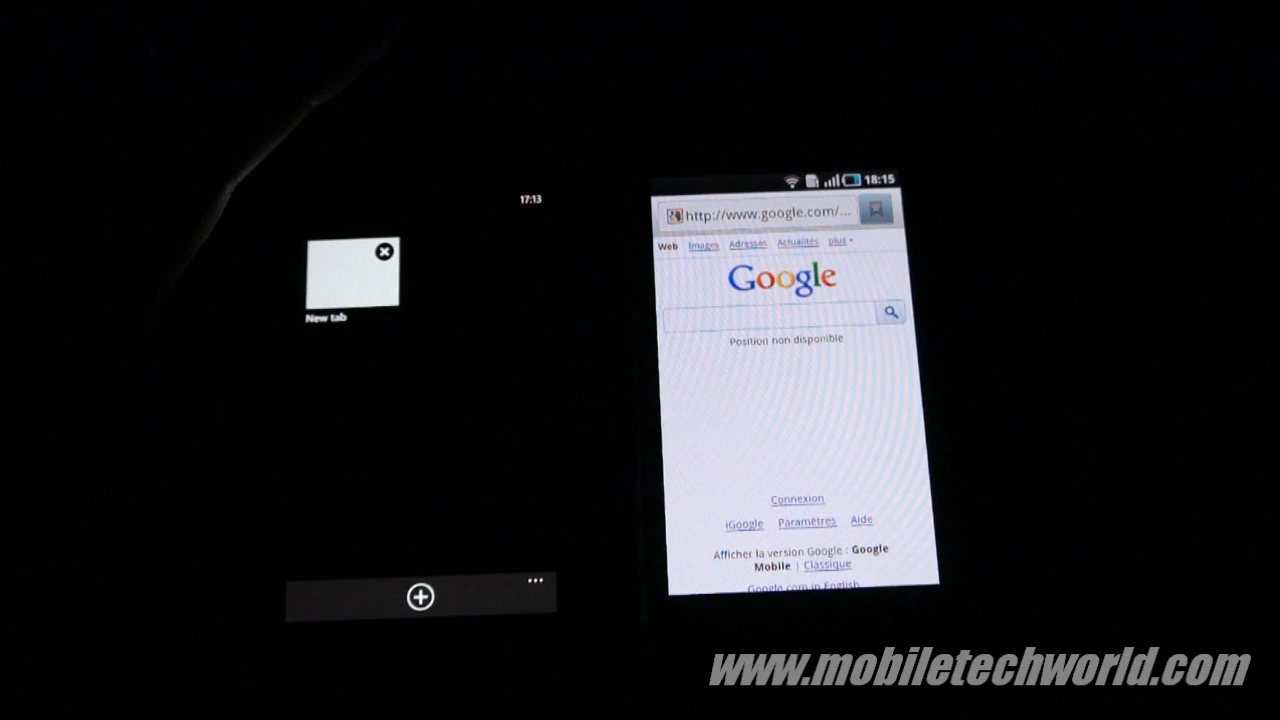 17:13
New tab
18:15
http://www.google.com/...
Web Images Adresses Actualités plus
Google
Position non disponible
Connexion
iGoogle Paramètres Aide
Afficher la version Google : Google
Mobile | Classique
Google.com in English
www.mobiletechworld.com